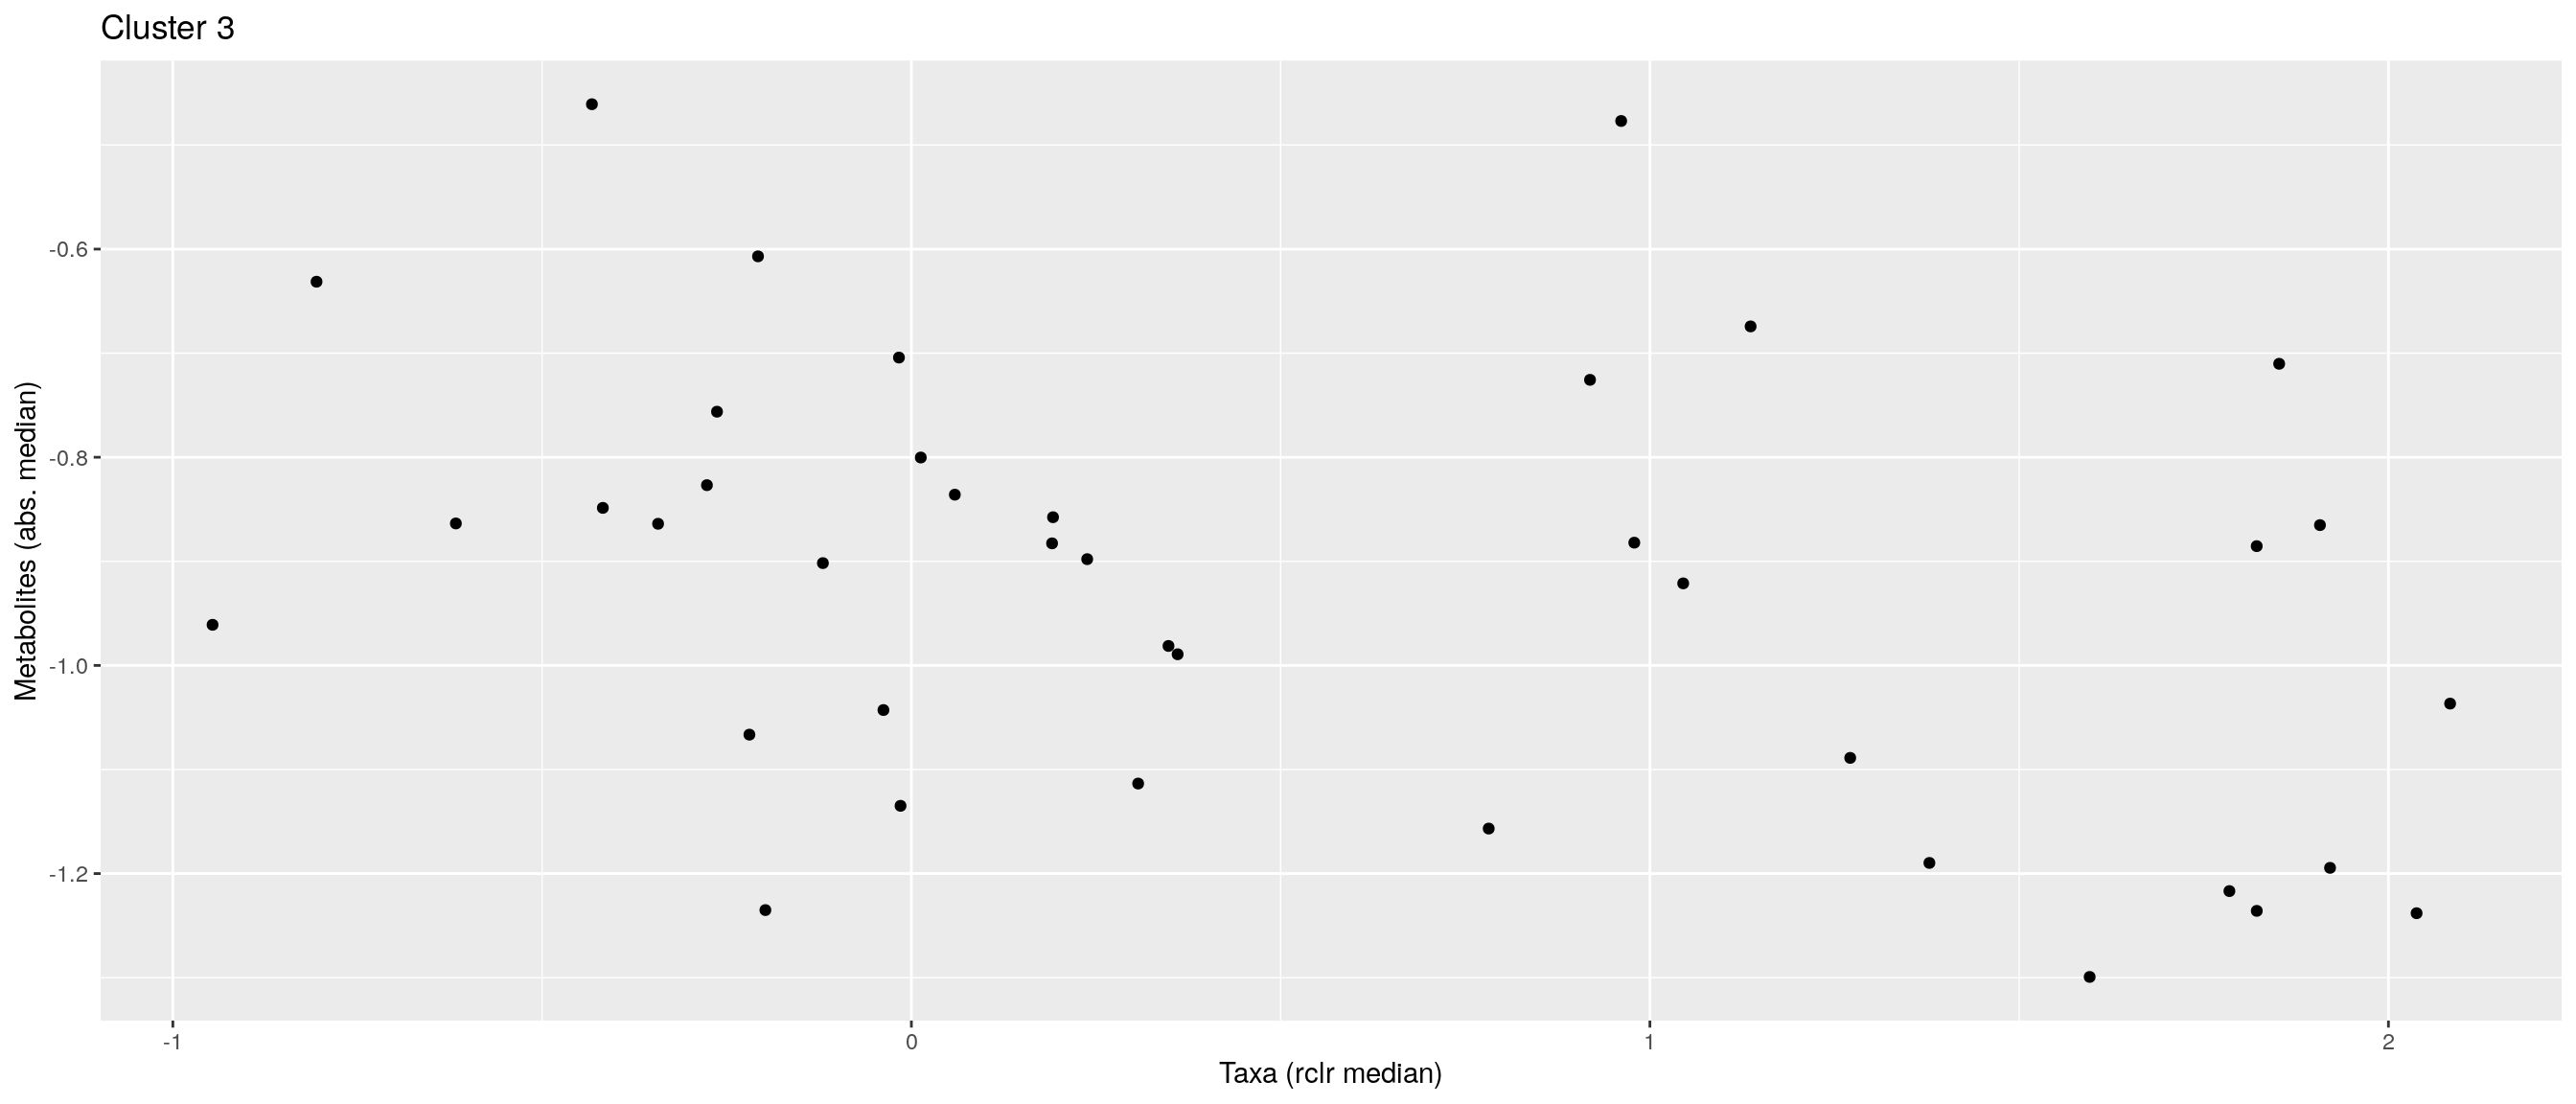 Cluster 3
Metabolites (abs. median)
-0.6
-0.8
-1.0
-1.2
-1
0
1
2
Taxa (rclr median)